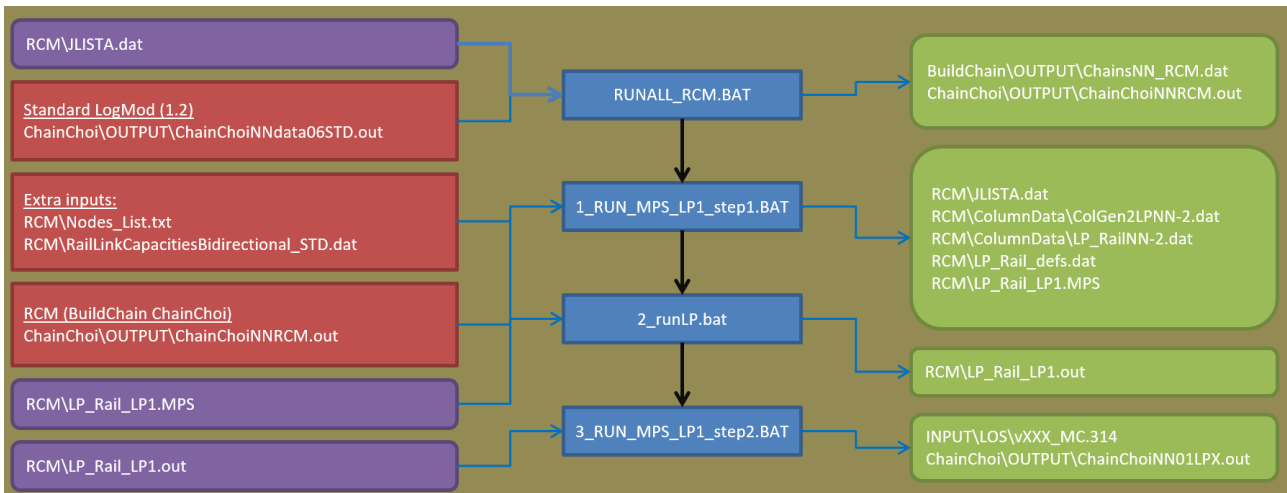 RCM\JLISTA.dat
Standard LogMod (1.2)
ChainChoi\OUTPUT\ChainChoiNNdata06STD.out
Extra inputs:
RCM\Nodes_List.txt
RCM\RailLinkCapacitiesBidirectional_STD.dat
RCM (BuildChain ChainChoi)
ChainChoi\OUTPUT\ChainChoiNNRCM.out
RCM\LP_Rail_LP1.MPS
RCM\LP_Rail_LP1.out
RUNALL_RCM.BAT
1_RUN_MPS_LP1_step1.BAT
2_runLP.bat
3_RUN_MPS_LP1_step2.BAT
BuildChain\OUTPUT\ChainsNN_RCM.dat
ChainChoi\OUTPUT\ChainChoiNNRCM.out
RCM\JLISTA.dat
RCM\ColumnData\ColGen2LPNN-2.dat
RCM\ColumnData\LP_RailNN-2.dat
RCM\LP_Rail_defs.dat
RCM\LP_Rail_LP1.MPS
RCM\LP_Rail_LP1.out
INPUT\LOS\vXXX_MC.314
ChainChoi\OUTPUT\ChainChoiNN01LPX.out